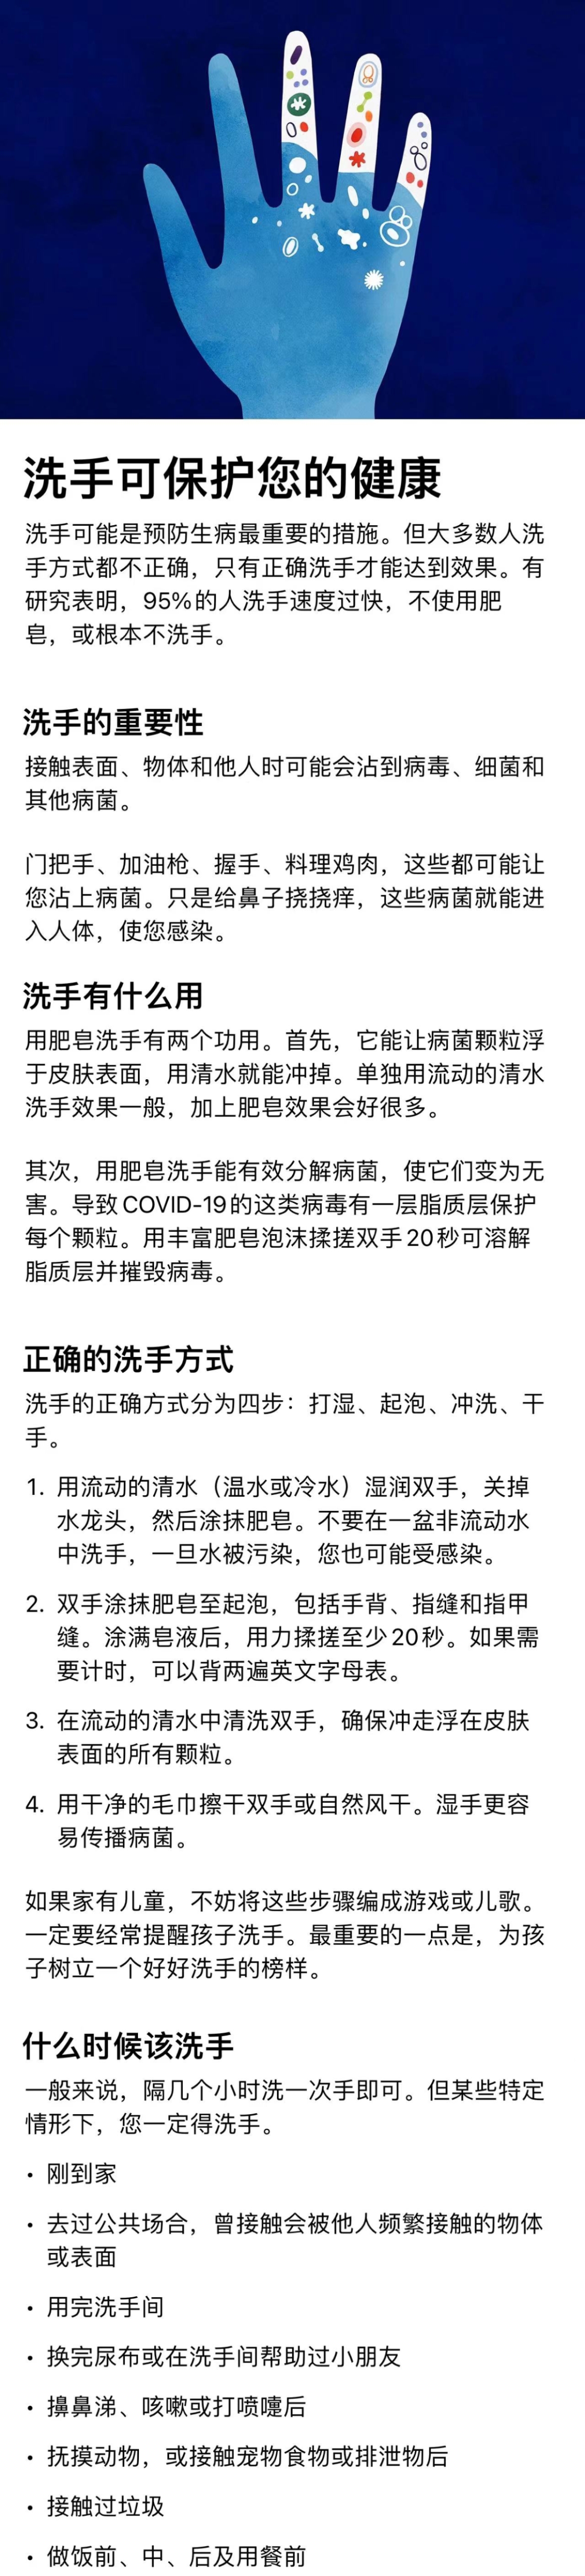 洗手可保护您的健康
洗手可能是预防生病最重要的措施。但大多数人洗
手方式都不正确，只有正确洗手才能达到效果。有
研究表明，95%的人洗手速度过快，不使用肥
皂，或根本不洗手。
洗手的重要性
接触表面、物体和他人时可能会沾到病毒、细菌和
其他病菌。
门把手、加油枪、握手、料理鸡肉，这些都可能让
您沾上病菌。只是给鼻子挠挠痒，这些病菌就能进
入人体，使您感染。
洗手有什么用
用肥皂洗手有两个功用。首先，它能让病菌颗粒浮
于皮肤表面，用清水就能冲掉。单独用流动的清水
洗手效果一般，加上肥皂效果会好很多。
其次，用肥皂洗手能有效分解病菌，使它们变为无
害。导致 COVID-19 的这类病毒有一层脂质层保护
每个颗粒。用丰富肥皂泡沫揉搓双手 20 秒可溶解
脂质层并摧毁病毒。
正确的洗手方式
洗手的正确方式分为四步：打湿、起泡、冲洗、干
手。
1. 用流动的清水（温水或冷水）湿润双手，关掉
水龙头，然后涂抹肥皂。不要在一盆非流动水
中洗手，一旦水被污染，您也可能受感染。
2. 双手涂抹肥皂至起泡，包括手背、指缝和指甲
缝。涂满皂液后，用力揉搓至少 20 秒。如果需
要计时，可以背两遍英文字母表。
3. 在流动的清水中清洗双手，确保冲走浮在皮肤
表面的所有颗粒。
4. 用干净的毛巾擦干双手或自然风干。湿手更容
易传播病菌。
如果家有儿童，不妨将这些步骤编成游戏或儿歌。
一定要经常提醒孩子洗手。最重要的一点是，为孩
子树立一个好好洗手的榜样。
什么时候该洗手
一般来说，隔几个小时洗一次手即可。但某些特定
情形下，您一定得洗手。
• 刚到家
• 去过公共场合，曾接触会被他人频繁接触的物体
或表面
• 用完洗手间
• 换完尿布或在洗手间帮助过小朋友
• 擤鼻涕、咳嗽或打喷嚏后
• 抚摸动物，或接触宠物食物或排泄物后
• 接触过垃圾
• 做饭前、中、后及用餐前